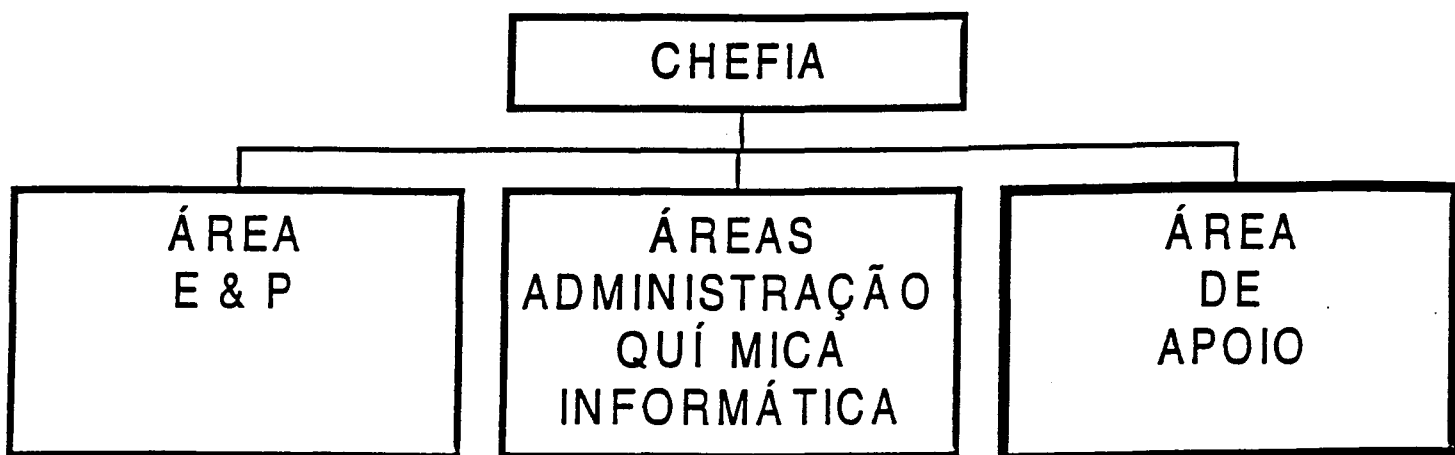 CHEFIA
ÁREA
E & P
ÁREAS
ADMINISTRAÇÃO
QUÍMICA
INFORMÁTICA
ÁREA
DE
APOIO